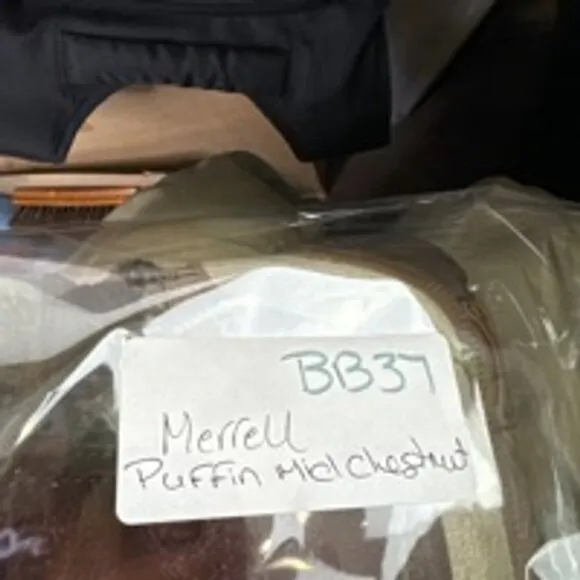 BB37
Merrell
Puffin Mid Chestnut